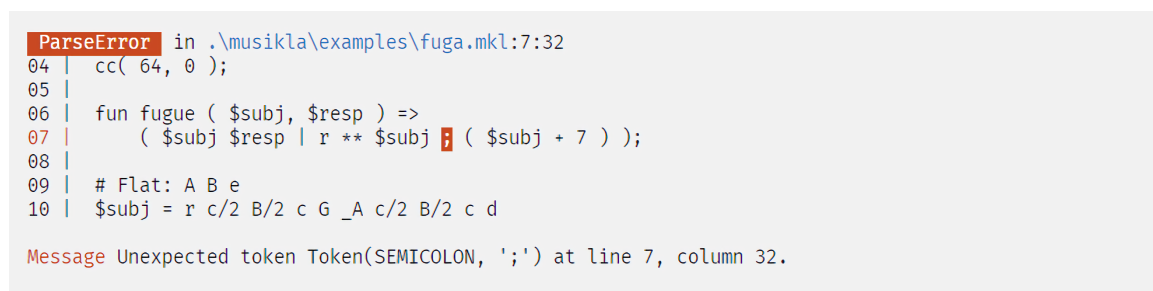 ParseError in .\musikla\examples\fuga.mkl:7:32
04 | cc( 64, 0 );
05 |
06 | fun fugue ( $subj, $resp ) =>
07 | ( $subj $resp | r ** $subj ; ( $subj + 7 ) );
08 |
09 | # Flat: A B e
10 | $subj = r c/2 B/2 c G _A c/2 B/2 c d
Message Unexpected token Token(SEMICOLON, ';') at line 7, column 32.